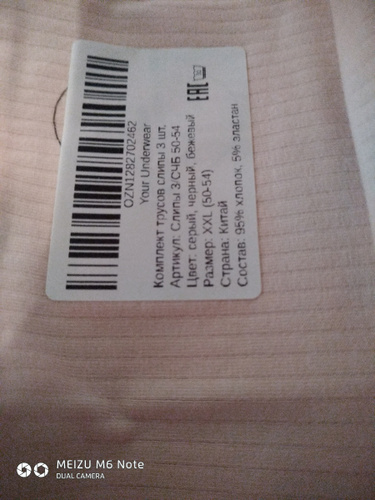 OZN1282702462
Your Underwear
Комплект трусов слипы 3 шт,
Артикул: Слипы 3/СЧБ 50-54
Цвет: серый, черный, бежевый
Размер: XXL (50-54)
Страна: Китай
Состав: 95% хлопок, 5% эластан
EAC
MEIZU M6 Note
DUAL CAMERA